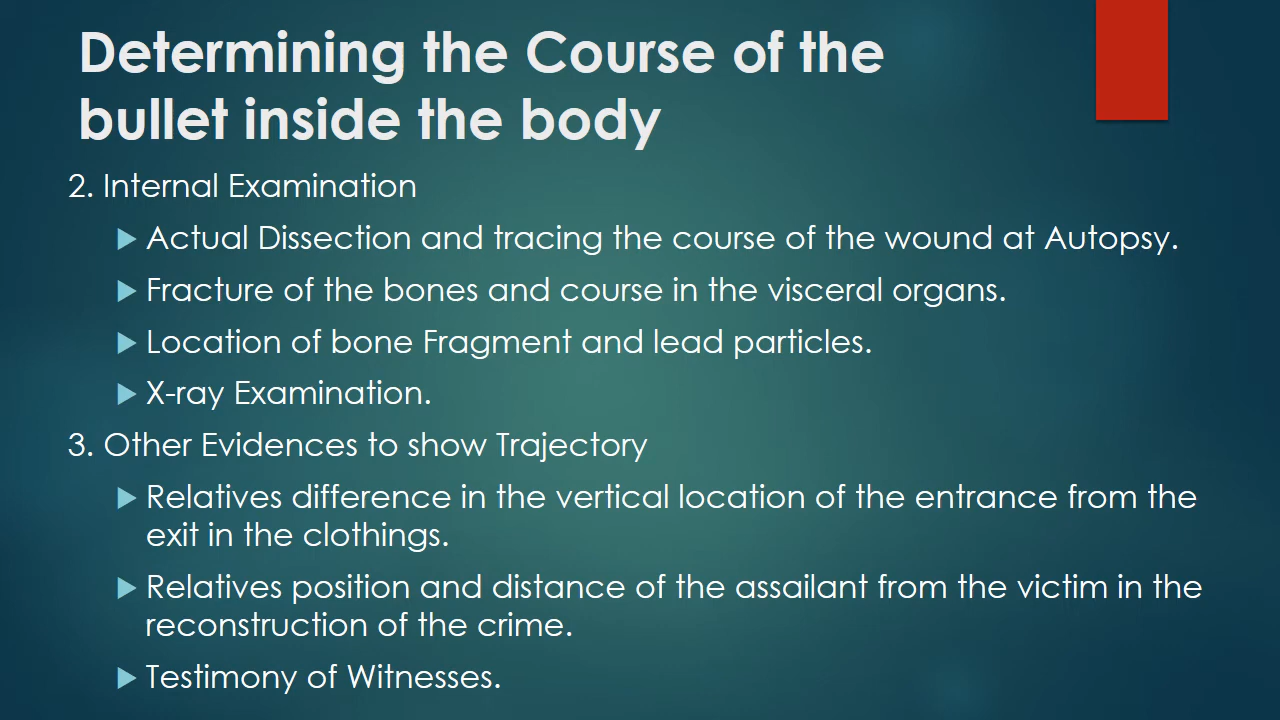 Determining the Course of the
bullet inside the body
2. Internal Examination
▶ Actual Dissection and tracing the course of the wound at Autopsy.
▶ Fracture of the bones and course in the visceral organs.
▶ Location of bone Fragment and lead particles.
▶ X-ray Examination.
3. Other Evidences to show Trajectory
▶ Relatives difference in the vertical location of the entrance from the
exit in the clothings.
▶ Relatives position and distance of the assailant from the victim in the
reconstruction of the crime.
▶ Testimony of Witnesses.